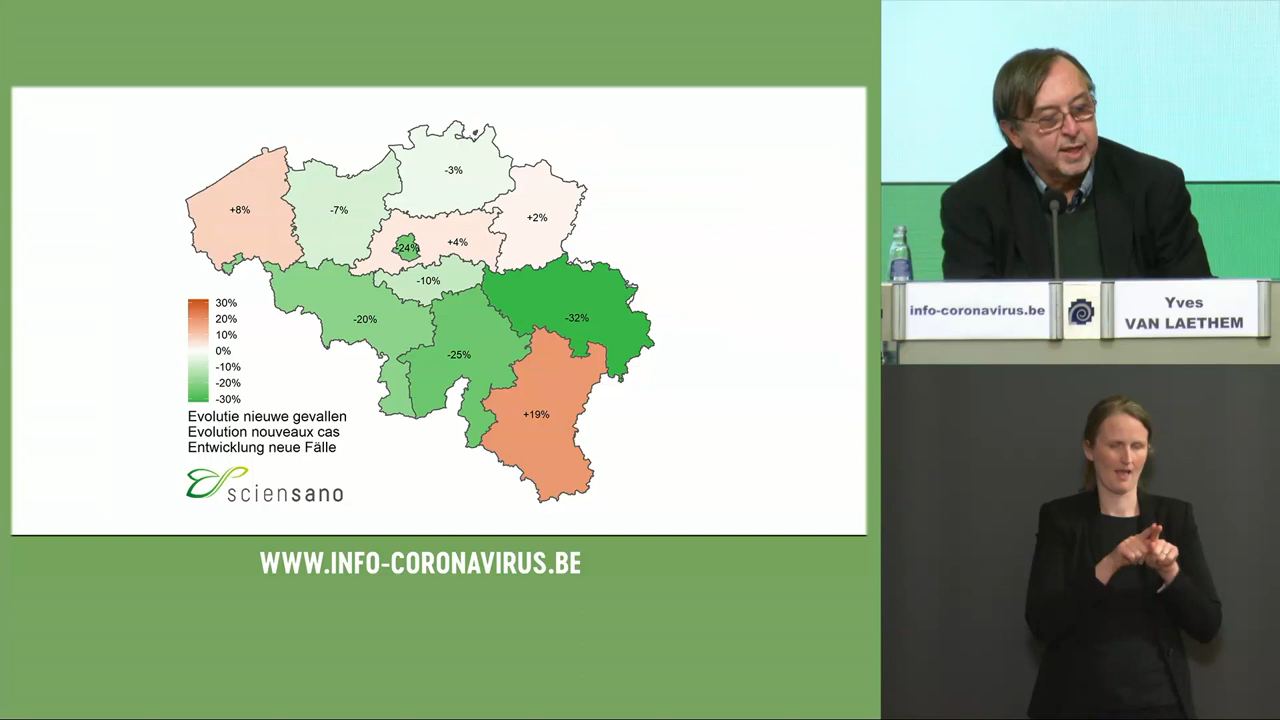 -3%
+8%
-7%
+2%
-24%
+4%
-10%
-20%
-32%
-25%
+19%
30%
20%
10%
0%
-10%
-20%
-30%
Evolutie nieuwe gevallen
Evolution nouveaux cas
Entwicklung neue Fälle
sciensano
WWW.INFO-CORONAVIRUS.BE
info-coronavirus.be
Yves
VAN LAETHEM